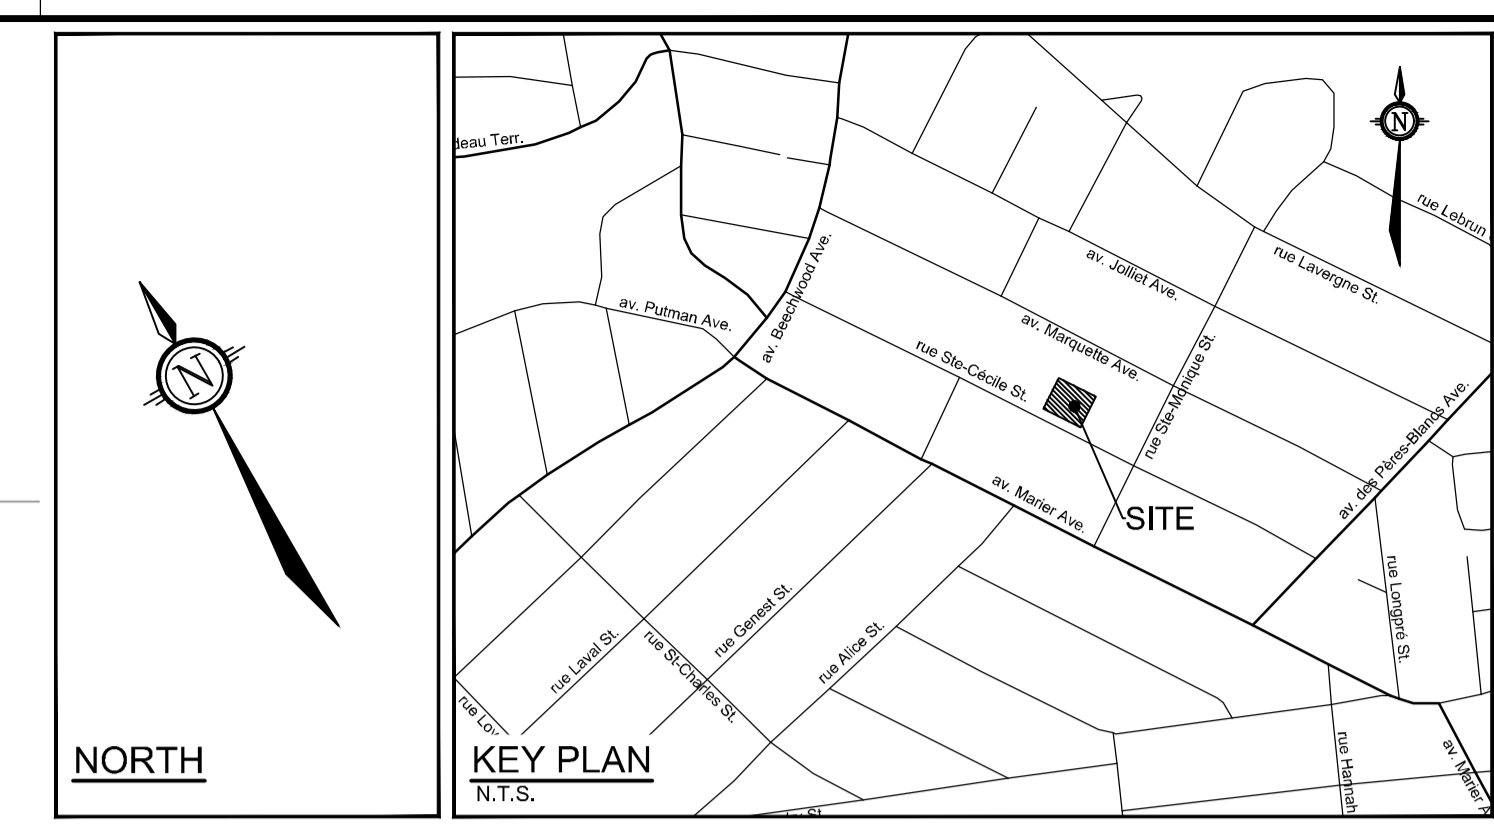 N
NORTH
deau Terr.
av. Putman Ave.
av. Beechwood Ave.
N
rue Lebrun
rue Lavergne St.
av. Jolliet Ave.
av. Marquette Ave.
rue Ste-Cécile St.
rue Ste-Monique St.
av. des Pères-Blancs Ave.
av. Marier Ave.
SITE
rue Longpré St.
rue Genest St.
rue Laval St.
rue St-Charles St.
rue Alice St.
rue Hannah
av. Marier A
KEY PLAN
N.T.S.